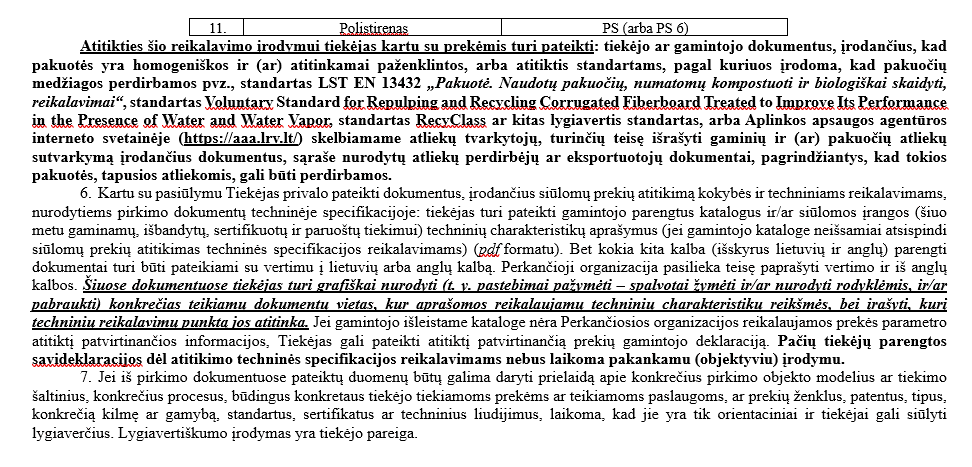 11. Polistirenas PS (arba PS 6)
Atitikties šio reikalavimo įrodymui tiekėjas kartu su prekėmis turi pateikti: tiekėjo ar gamintojo dokumentus, įrodančius, kad
pakuotės yra homogeniškos ir (ar) atitinkamai paženklintos, arba atitiktis standartams, pagal kuriuos įrodoma, kad pakuotės
medžiagos perdirbamos pvz., standartas LST EN 13432 „Pakuotė. Naudotų pakuočių, numatomų kompostuoti ir biologiškai skaidyti,
reikalavimai“, standartas Voluntary Standard for Repulping and Recycling Corrugated Fiberboard Treated to Improve Its Performance
in the Presence of Water and Water Vapor, standartas RecyClass ar kitas lygiavertis standartas, arba Aplinkos apsaugos agentūros
interneto svetainėje (https://aaa.lrv.lt/) skelbiamame atliekų tvarkytojų, turinčių teisę išrašyti gaminių ir (ar) pakuočių atliekų
sutvarkymą įrodančius dokumentus, sąraše nurodytų atliekų perdirbėjų ar eksportuotojų dokumentai, pagrindžiantys, kad tokios
pakuotės, tapusios atliekomis, gali būti perdirbamos.
6. Kartu su pasiūlymu Tiekėjas privalo pateikti dokumentus, įrodančius siūlomų prekių atitikimą kokybės ir techniniams reikalavimams,
nurodytiems pirkimo dokumentų techninėje specifikacijoje: tiekėjas turi pateikti gamintojo parengtus katalogus ir/ar siūlomos įrangos (šiuo
metu gaminamų, išbandytų, sertifikuotų ir paruoštų tiekimui) techninių charakteristikų aprašymus (jei gamintojo kataloge neišsamiai atsispindi
siūlomų prekių atitikimas techninės specifikacijos reikalavimams) (pdf formatu). Bet kokia kita kalba (išskyrus lietuvių ir anglų) parengti
dokumentai turi būti pateikiami su vertimu į lietuvių arba anglų kalbą. Perkančioji organizacija pasilieka teisę paprašyti vertimo ir iš anglų
kalbos. Šiuose dokumentuose tiekėjas turi grafiškai nurodyti (t. y. pastebimai pažymėti – spalvotai žymėti ir/ar nurodyti rodyklėmis, ir/ar
pabraukti) konkrečias teikiamų dokumentų vietas, kur aprašomos reikalaujamų techninių charakteristikų reikšmės, bei įrašyti, kurį
techninių reikalavimų punktą jos atitinka. Jei gamintojo išleistame kataloge nėra Perkančiosios organizacijos reikalaujamos prekės parametro
atitiktį patvirtinančios informacijos, Tiekėjas gali pateikti atitiktį patvirtinančią prekių gamintojo deklaraciją. Pačių tiekėjų parengtos
savideklaracijos dėl atitikimo techninės specifikacijos reikalavimams nebus laikoma pakankamu (objektyviu) įrodymu.
7. Jei iš pirkimo dokumentuose pateiktų duomenų būtų galima daryti prielaidą apie konkrečius pirkimo objekto modelius ar tiekimo
šaltinius, konkrečius procesus, būdingus konkretaus tiekėjo tiekiamoms prekėms ar teikiamoms paslaugoms, ar prekių ženklus, patentus, tipus,
konkrečią kilmę ar gamybą, standartus, sertifikatus ar techninius liudijimus, laikoma, kad jie yra tik orientaciniai ir tiekėjai gali siūlyti
lygiaverčius. Lygiavertiškumo įrodymas yra tiekėjo pareiga.